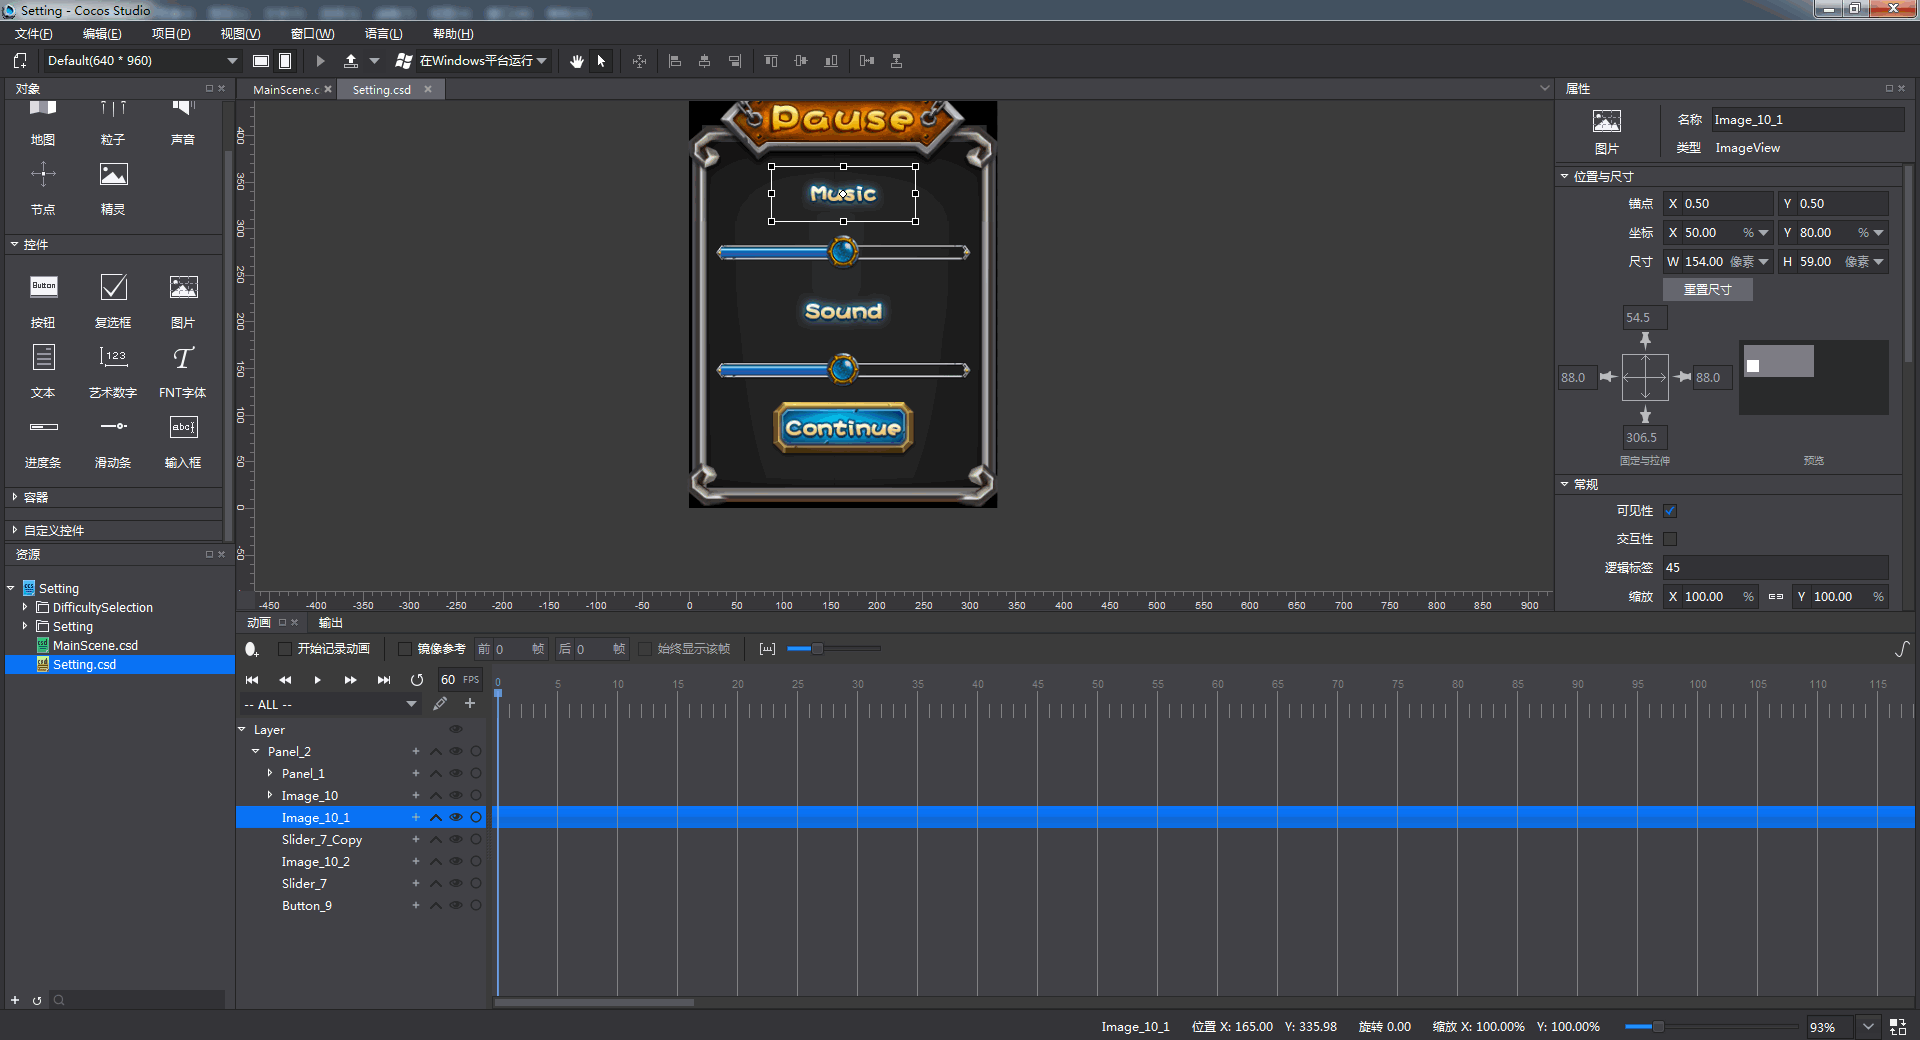 Setting - Cocos Studio
文件(F) 编辑(E) 项目(P) 视图(V) 窗口(W) 语言(L) 帮助(H)
Default(640 * 960) 在Windows平台运行
对象
地图 粒子 声音
节点 精灵
控件
Button
按钮 复选框 图片
123
文本 艺术数字 FNT字体
abc
进度条 滑动条 输入框
容器
自定义控件
资源
Setting
DifficultySelection
Setting
MainScene.csd
Setting.csd
MainScene.c Setting.csd
400
350
300
250
200
150
100
50
0
-50
Pause
Music
Sound
Continue
-450 -400 -350 -300 -250 -200 -150 -100 -50 0 50 100 150 200 250 300 350 400 450 500 550 600 650 700 750 800 850 900
属性
图片
名称 Image_10_1
类型 ImageView
位置与尺寸
锚点 X 0.50 Y 0.50
坐标 X 50.00 % Y 80.00 %
尺寸 W 154.00 像素 H 59.00 像素
重置尺寸
54.5
88.0 88.0
306.5
固定与拉伸 预览
常规
可见性
交互性
逻辑标签 45
缩放 X 100.00 % Y 100.00 %
动画 输出
开始记录动画 镜像参考 前 0 帧 后 0 帧 始终显示该帧
60 FPS
0 5 10 15 20 25 30 35 40 45 50 55 60 65 70 75 80 85 90 95 100 105 110 115
-- ALL --
Layer
Panel_2
Panel_1
Image_10
Image_10_1
Slider_7_Copy
Image_10_2
Slider_7
Button_9
Image_10_1 位置 X: 165.00 Y: 335.98 旋转 0.00 缩放 X: 100.00% Y: 100.00% 93%